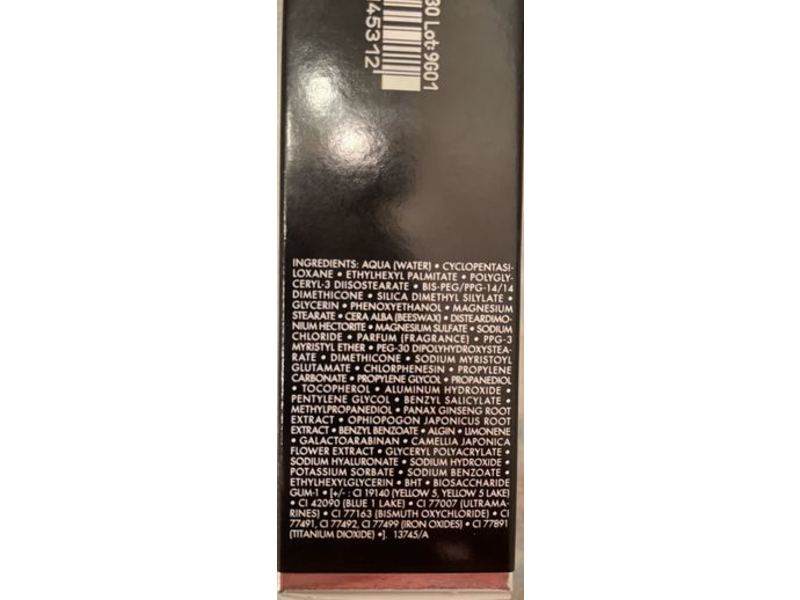 30 Lot:9G01
45312
INGREDIENTS: AQUA (WATER) • CYCLOPENTASI-
LOXANE • ETHYLHEXYL PALMITATE • POLYGLY-
CERYL-3 DIISOSTEARATE • BIS-PEG/PPG-14/14
DIMETHICONE • SILICA DIMETHYL SILYLATE •
GLYCERIN • PHENOXYETHANOL • MAGNESIUM
STEARATE • CERA ALBA (BEESWAX) • DISTEARDIMO-
NIUM HECTORITE • MAGNESIUM SULFATE • SODIUM
CHLORIDE • PARFUM (FRAGRANCE) • PPG-3
MYRISTYL ETHER • PEG-30 DIPOLYHYDROXYSTEA-
RATE • DIMETHICONE • SODIUM MYRISTOYL
GLUTAMATE • CHLORPHENESIN • PROPYLENE
CARBONATE • PROPYLENE GLYCOL • PROPANEDIOL
• TOCOPHEROL • ALUMINUM HYDROXIDE •
PENTYLENE GLYCOL • BENZYL SALICYLATE •
METHYLPROPANEDIOL • PANAX GINSENG ROOT
EXTRACT • OPHIOPOGON JAPONICUS ROOT
EXTRACT • BENZYL BENZOATE • ALGIN • LIMONENE
• GALACTOARABINAN • CAMELLIA JAPONICA
FLOWER EXTRACT • GLYCERYL POLYACRYLATE •
SODIUM HYALURONATE • SODIUM HYDROXIDE •
POTASSIUM SORBATE • SODIUM BENZOATE •
ETHYLHEXYLGLYCERIN • BHT • BIOSACCHARIDE
GUM-1 • [+/- : CI 19140 (YELLOW 5, YELLOW 5 LAKE)
• CI 42090 (BLUE 1 LAKE) • CI 77007 (ULTRAMA-
RINES) • CI 77163 (BISMUTH OXYCHLORIDE) • CI
77491, CI 77492, CI 77499 (IRON OXIDES) • CI 77891
(TITANIUM DIOXIDE) •]. 13745/A